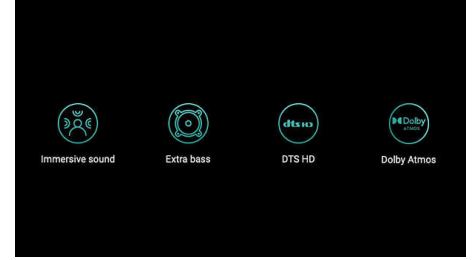 dts HD
Dolby
ATMOS
Immersive sound
Extra bass
DTS HD
Dolby Atmos